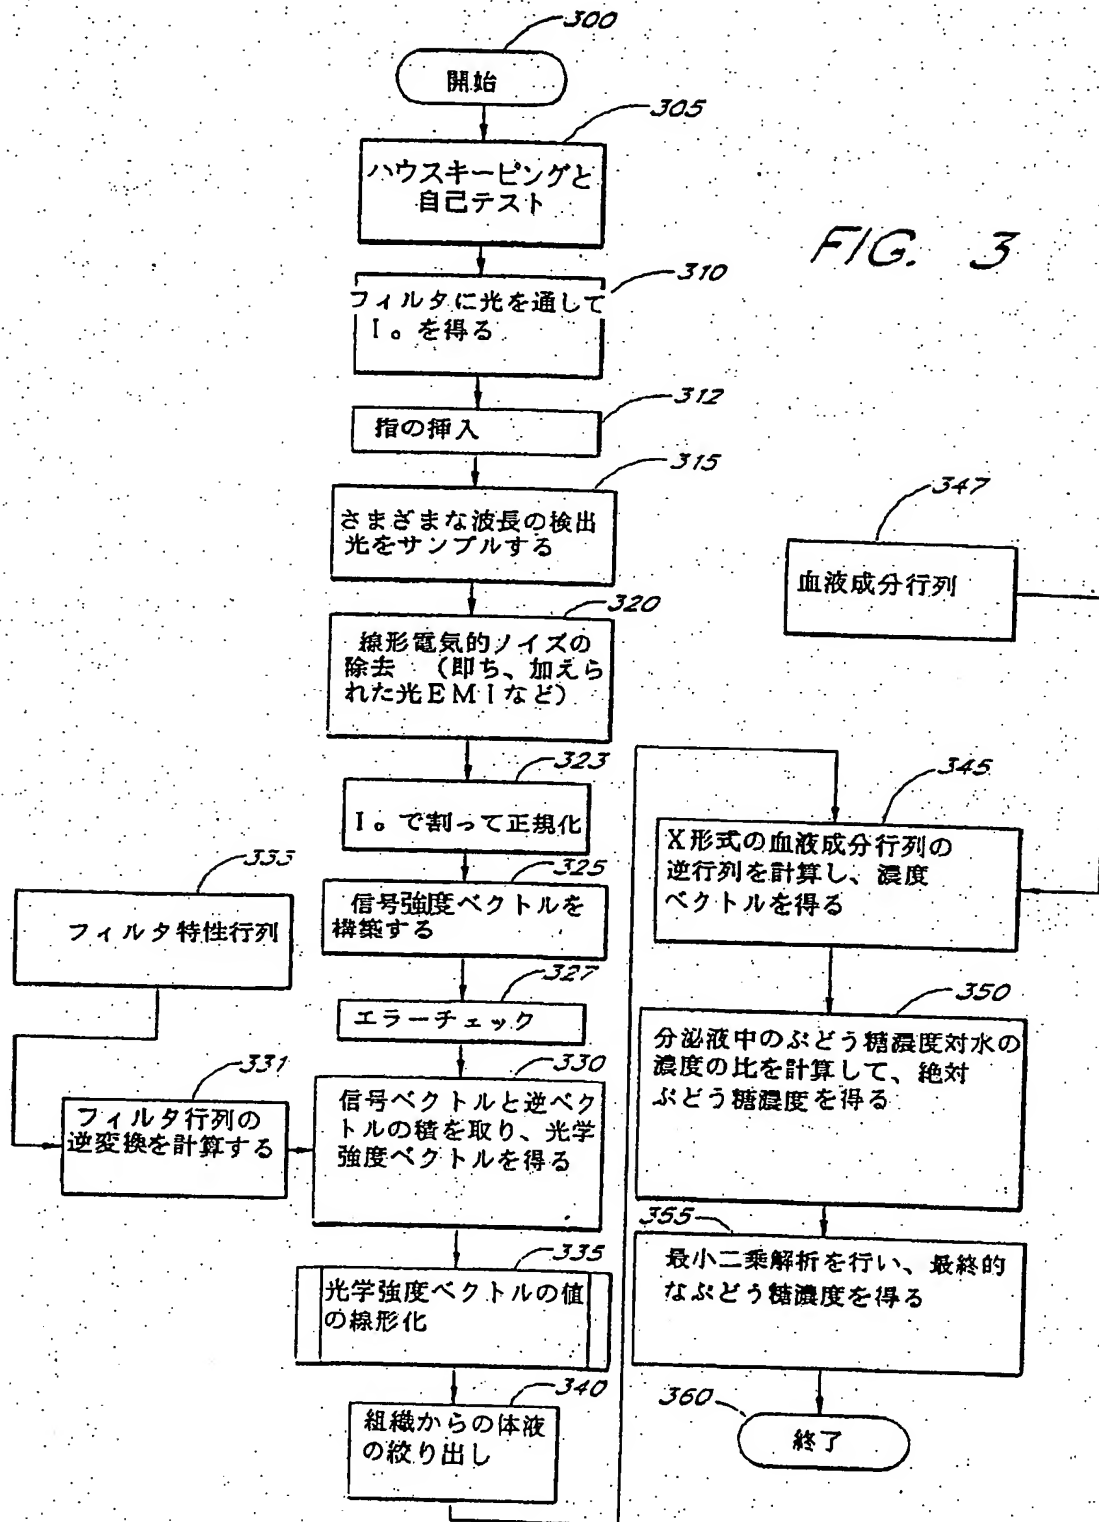 300
開始
305
ハウスキーピングと
自己テスト
FIG. 3
310
フィルタに光を通して
I。を得る
312
指の挿入
315
さまざまな波長の検出
光をサンプルする
320
線形電気的ノイズの
除去 (即ち、加えら
れた光EMIなど)
323
I。で割って正規化
325
信号強度ベクトルを
構築する
327
エラーチェック
333
フィルタ特性行列
331
フィルタ行列の
逆変換を計算する
330
信号ベクトルと逆ベク
トルの積を取り、光学
強度ベクトルを得る
335
光学強度ベクトルの値
の線形化
340
組織からの体液
の絞り出し
347
血液成分行列
345
X形式の血液成分行列の
逆行列を計算し、濃度
ベクトルを得る
350
分泌液中のぶどう糖濃度対水の
濃度の比を計算して、絶対
ぶどう糖濃度を得る
355
最小二乗解析を行い、最終的
なぶどう糖濃度を得る
360
終了